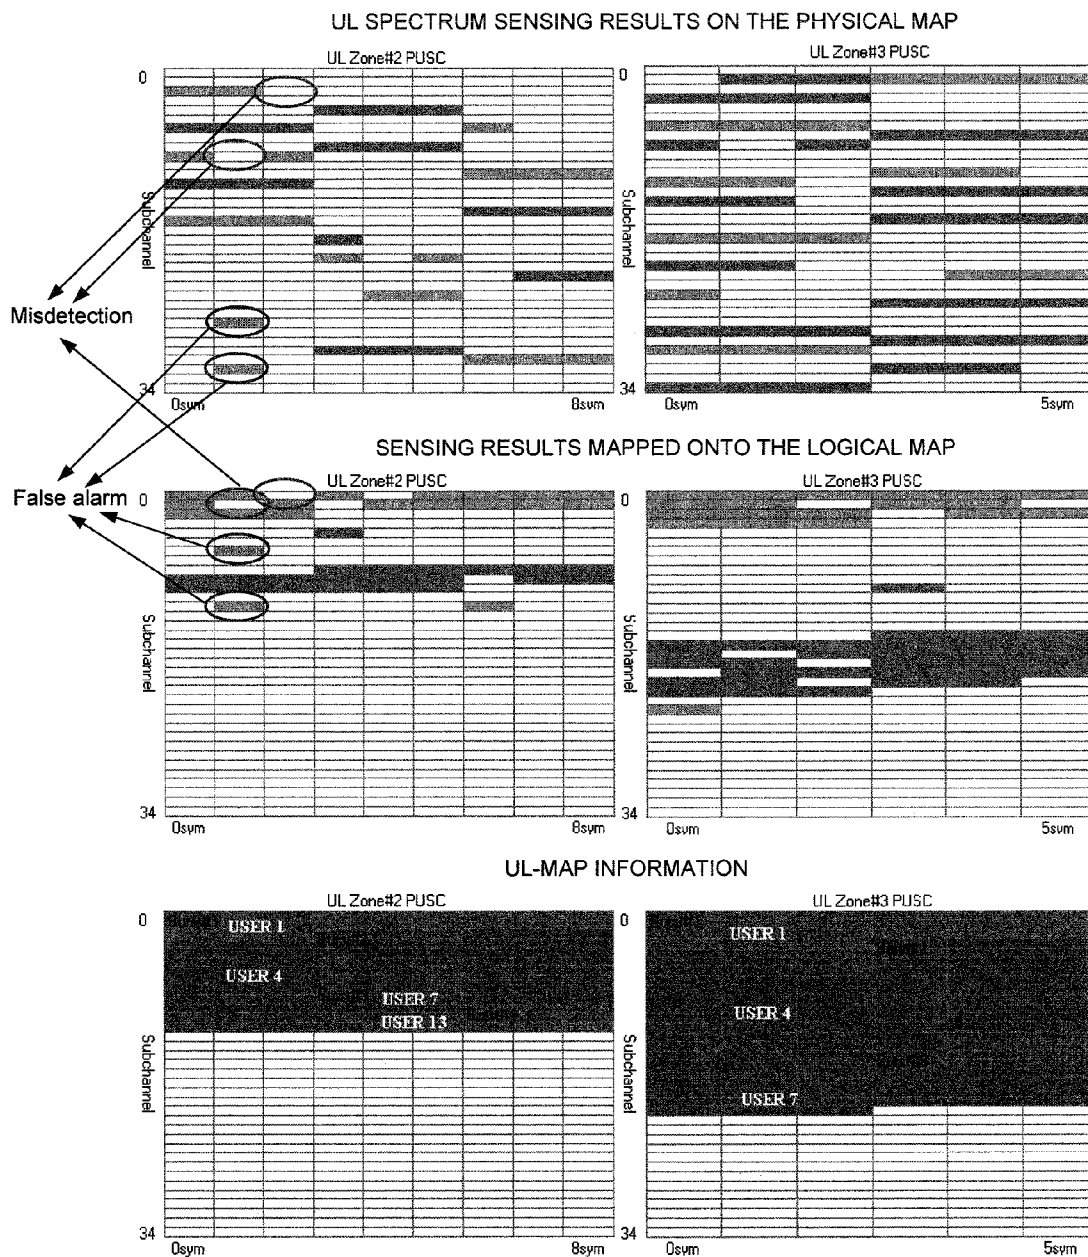 UL SPECTRUM SENSING RESULTS ON THE PHYSICAL MAP
UL Zone#2 PUSC
UL Zone#3 PUSC
0
0
Subchannel
Subchannel
Misdetection
34
34
0sym
8sym
0sym
5sym
SENSING RESULTS MAPPED ONTO THE LOGICAL MAP
False alarm
UL Zone#2 PUSC
UL Zone#3 PUSC
0
0
Subchannel
Subchannel
34
34
0sym
8sym
0sym
5sym
UL-MAP INFORMATION
UL Zone#2 PUSC
UL Zone#3 PUSC
0
0
USER 1
USER 1
USER 4
USER 7
USER 4
USER 13
Subchannel
Subchannel
USER 7
34
34
0sym
8sym
0sym
5sym